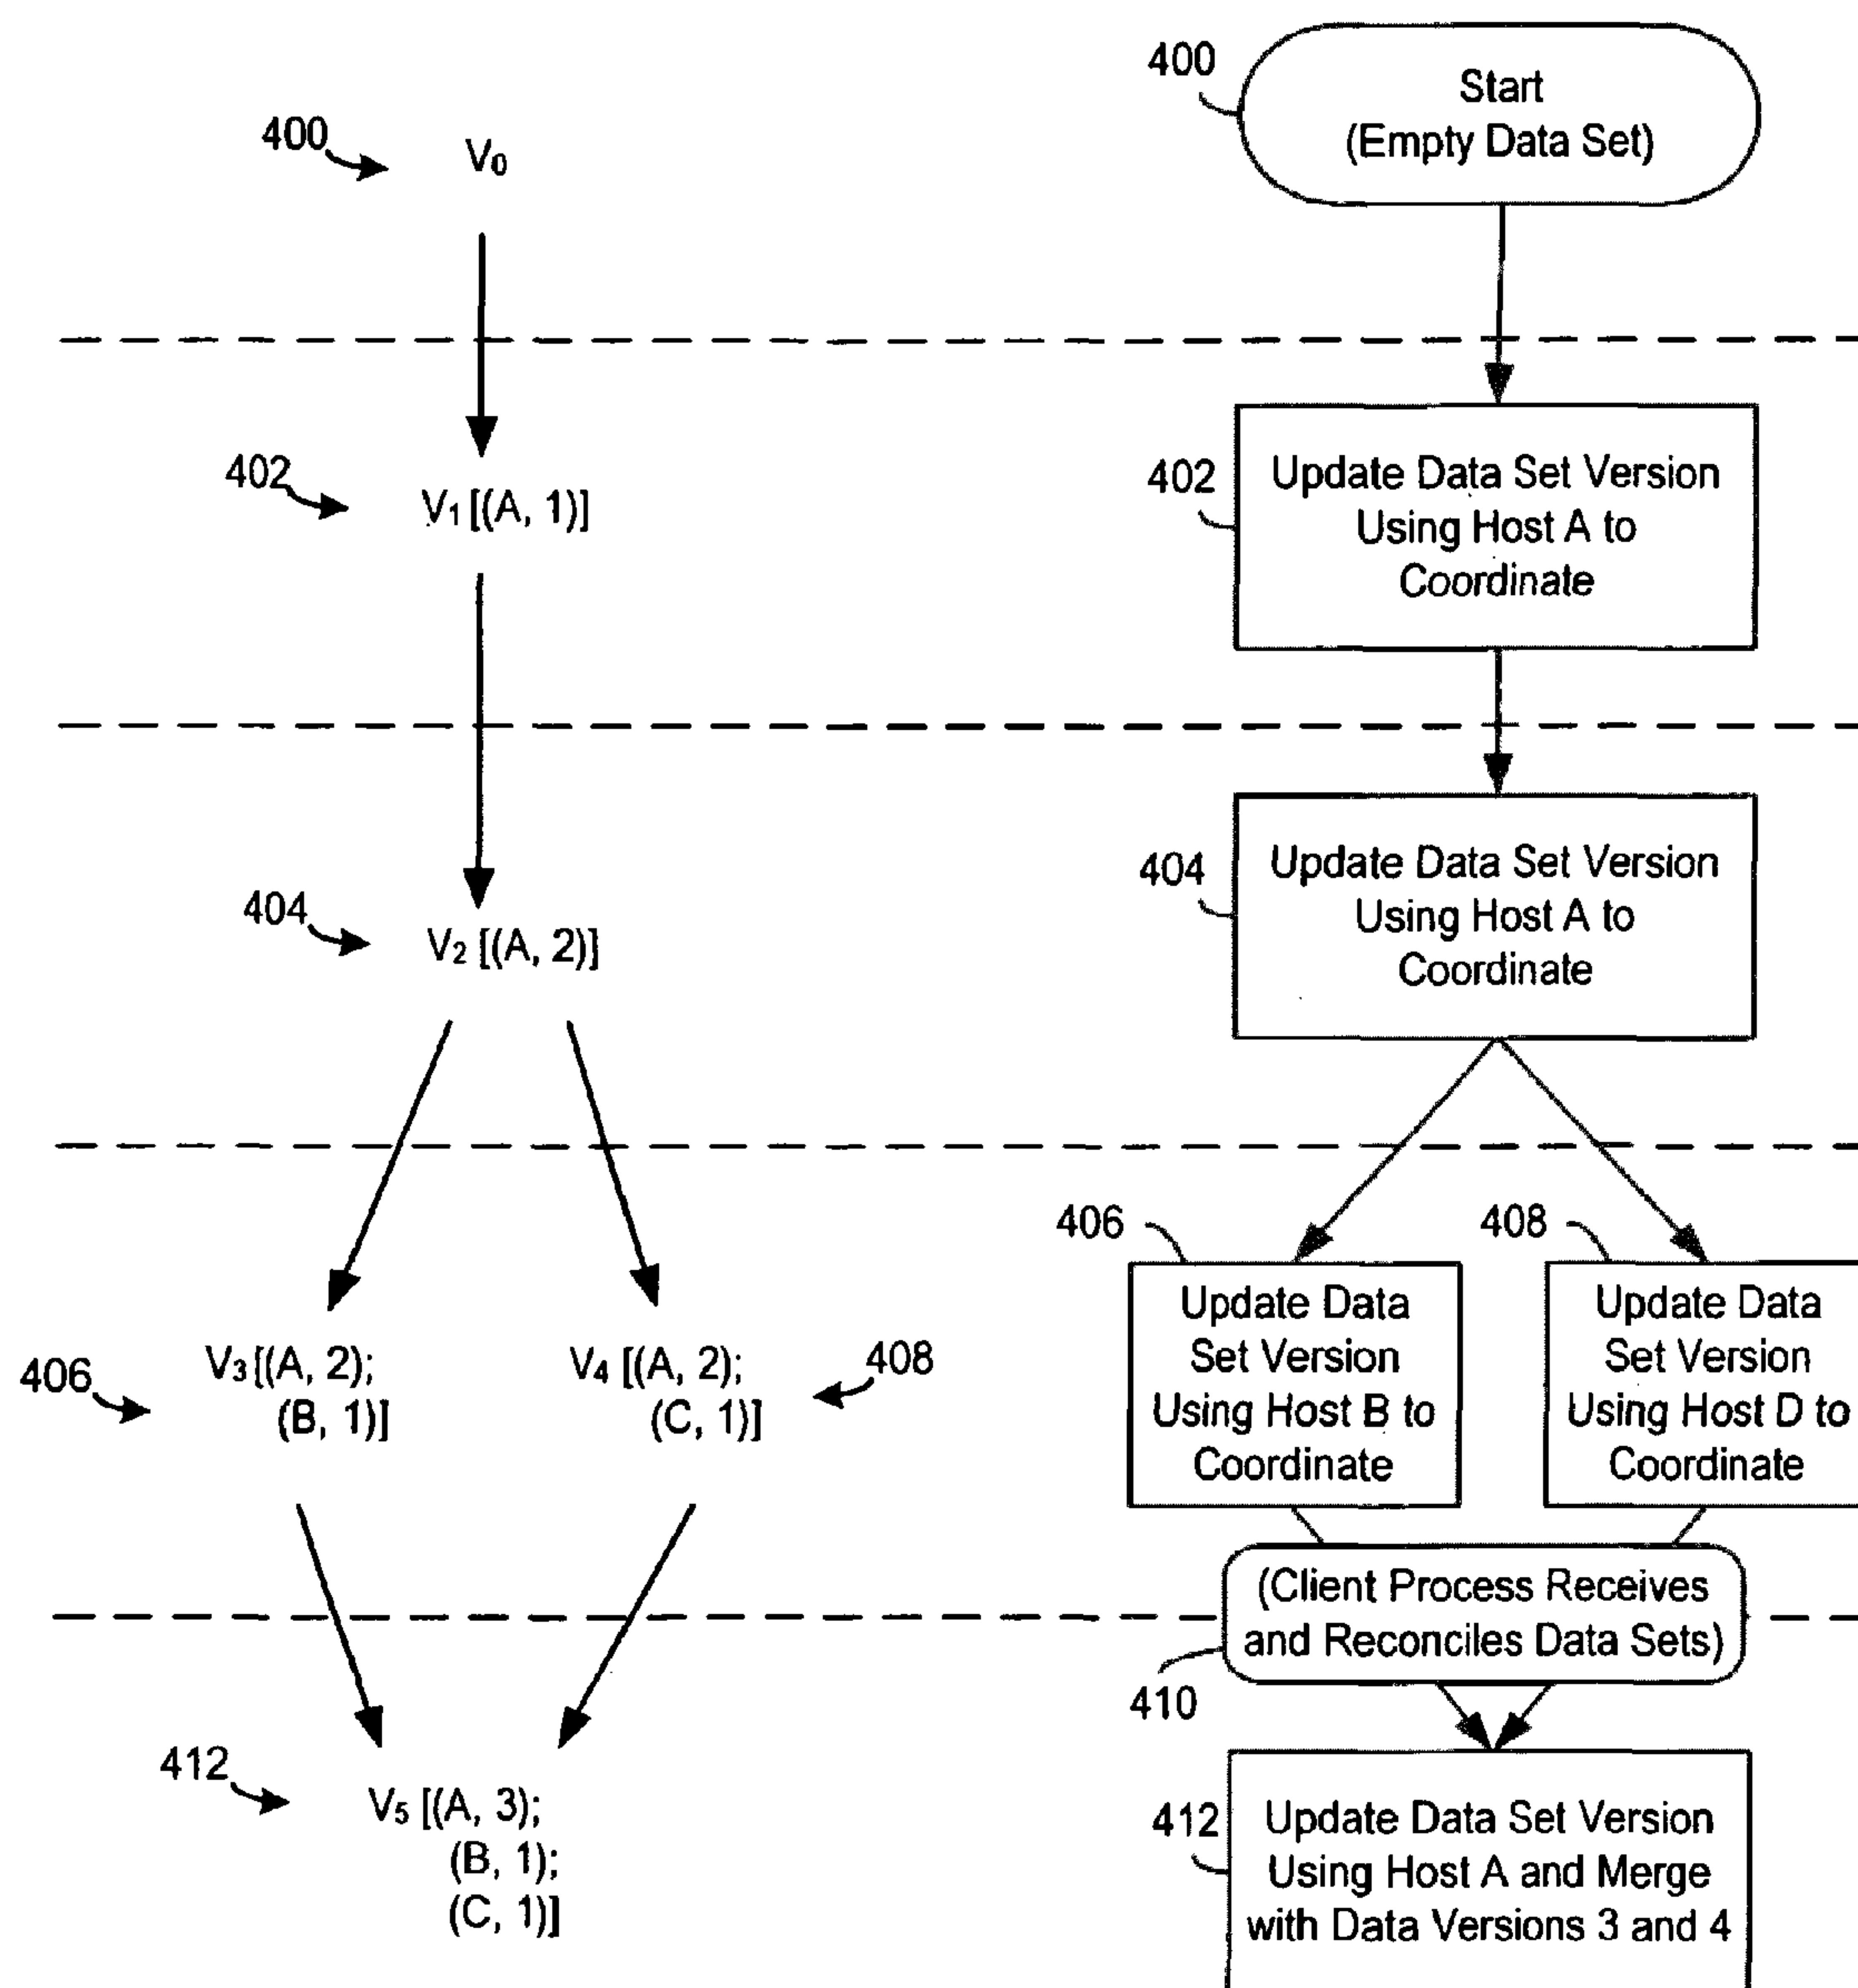 400
V0
402
V1 [(A, 1)]
404
V2 [(A, 2)]
406
V3 [(A, 2);
(B, 1)]
V4 [(A, 2);
(C, 1)]
408
412
V5 [(A, 3);
(B, 1);
(C, 1)]
400
Start
(Empty Data Set)
402
Update Data Set Version
Using Host A to
Coordinate
404
Update Data Set Version
Using Host A to
Coordinate
406
Update Data
Set Version
Using Host B to
Coordinate
408
Update Data
Set Version
Using Host D to
Coordinate
(Client Process Receives
and Reconciles Data Sets)
410
412
Update Data Set Version
Using Host A and Merge
with Data Versions 3 and 4